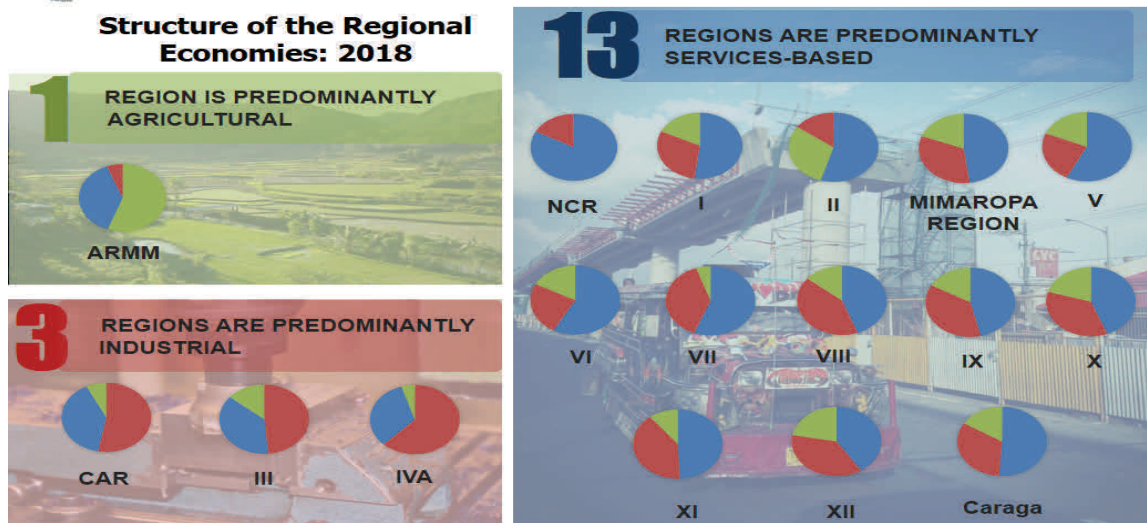 Structure of the Regional
Economies: 2018
1
REGION IS PREDOMINANTLY
AGRICULTURAL
ARMM
3
REGIONS ARE PREDOMINANTLY
INDUSTRIAL
CAR
III
IVA
13
REGIONS ARE PREDOMINANTLY
SERVICES-BASED
NCR
I
II
MIMAROPA
REGION
V
VI
VII
VIII
IX
X
XI
XII
Caraga